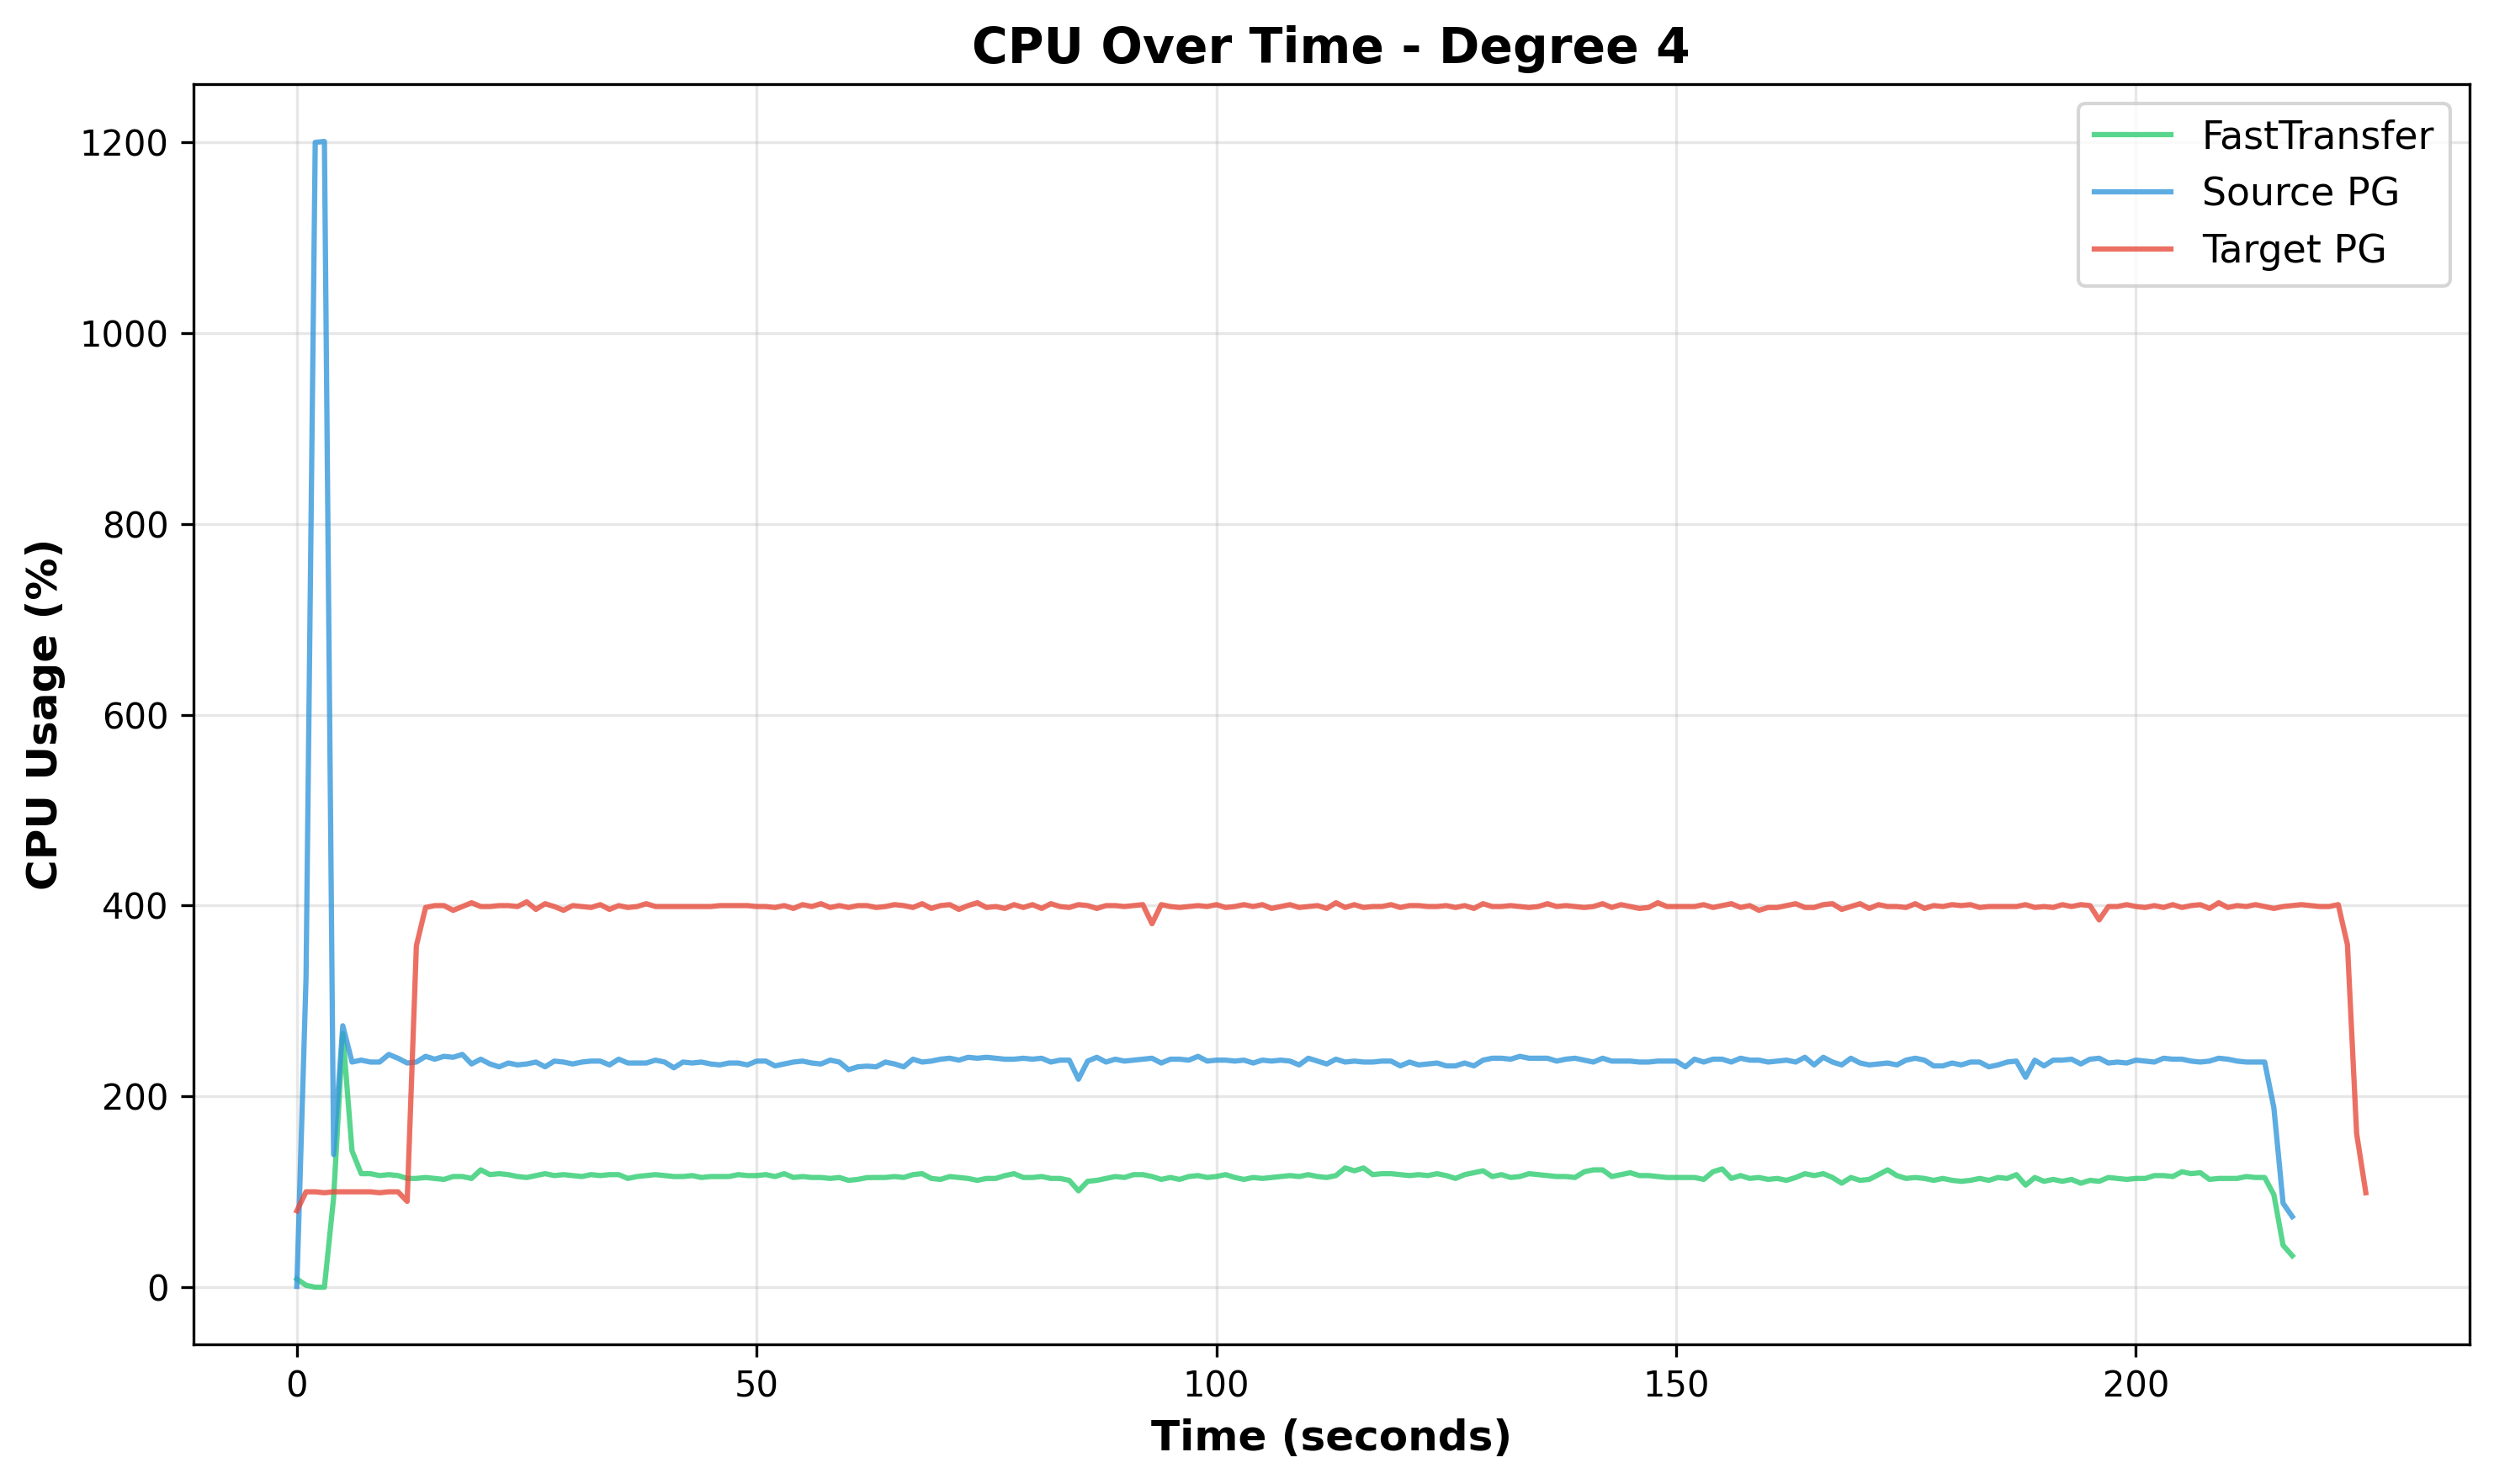 CPU Over Time - Degree 4
FastTransfer
Source PG
Target PG
CPU Usage (%)
1200
1000
800
600
400
200
0
0 50 100 150 200
Time (seconds)